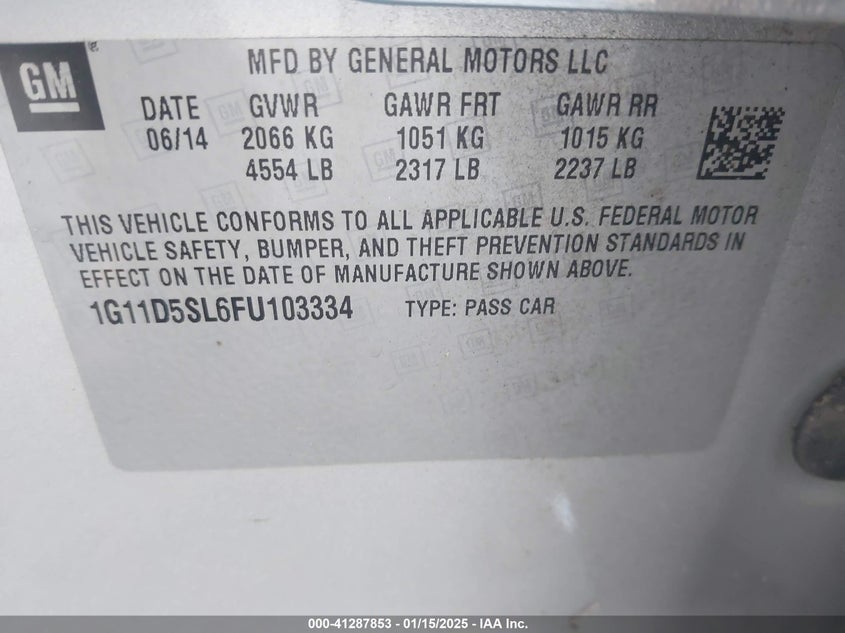 GM
MFD BY GENERAL MOTORS LLC
DATE GVWR GAWR FRT GAWR RR
06/14 2066 KG 1051 KG 1015 KG
4554 LB 2317 LB 2237 LB
THIS VEHICLE CONFORMS TO ALL APPLICABLE U.S. FEDERAL MOTOR
VEHICLE SAFETY, BUMPER, AND THEFT PREVENTION STANDARDS IN
EFFECT ON THE DATE OF MANUFACTURE SHOWN ABOVE.
1G11D5SL6FU103334 TYPE: PASS CAR
000-41287853 - 01/15/2025 - IAA Inc.